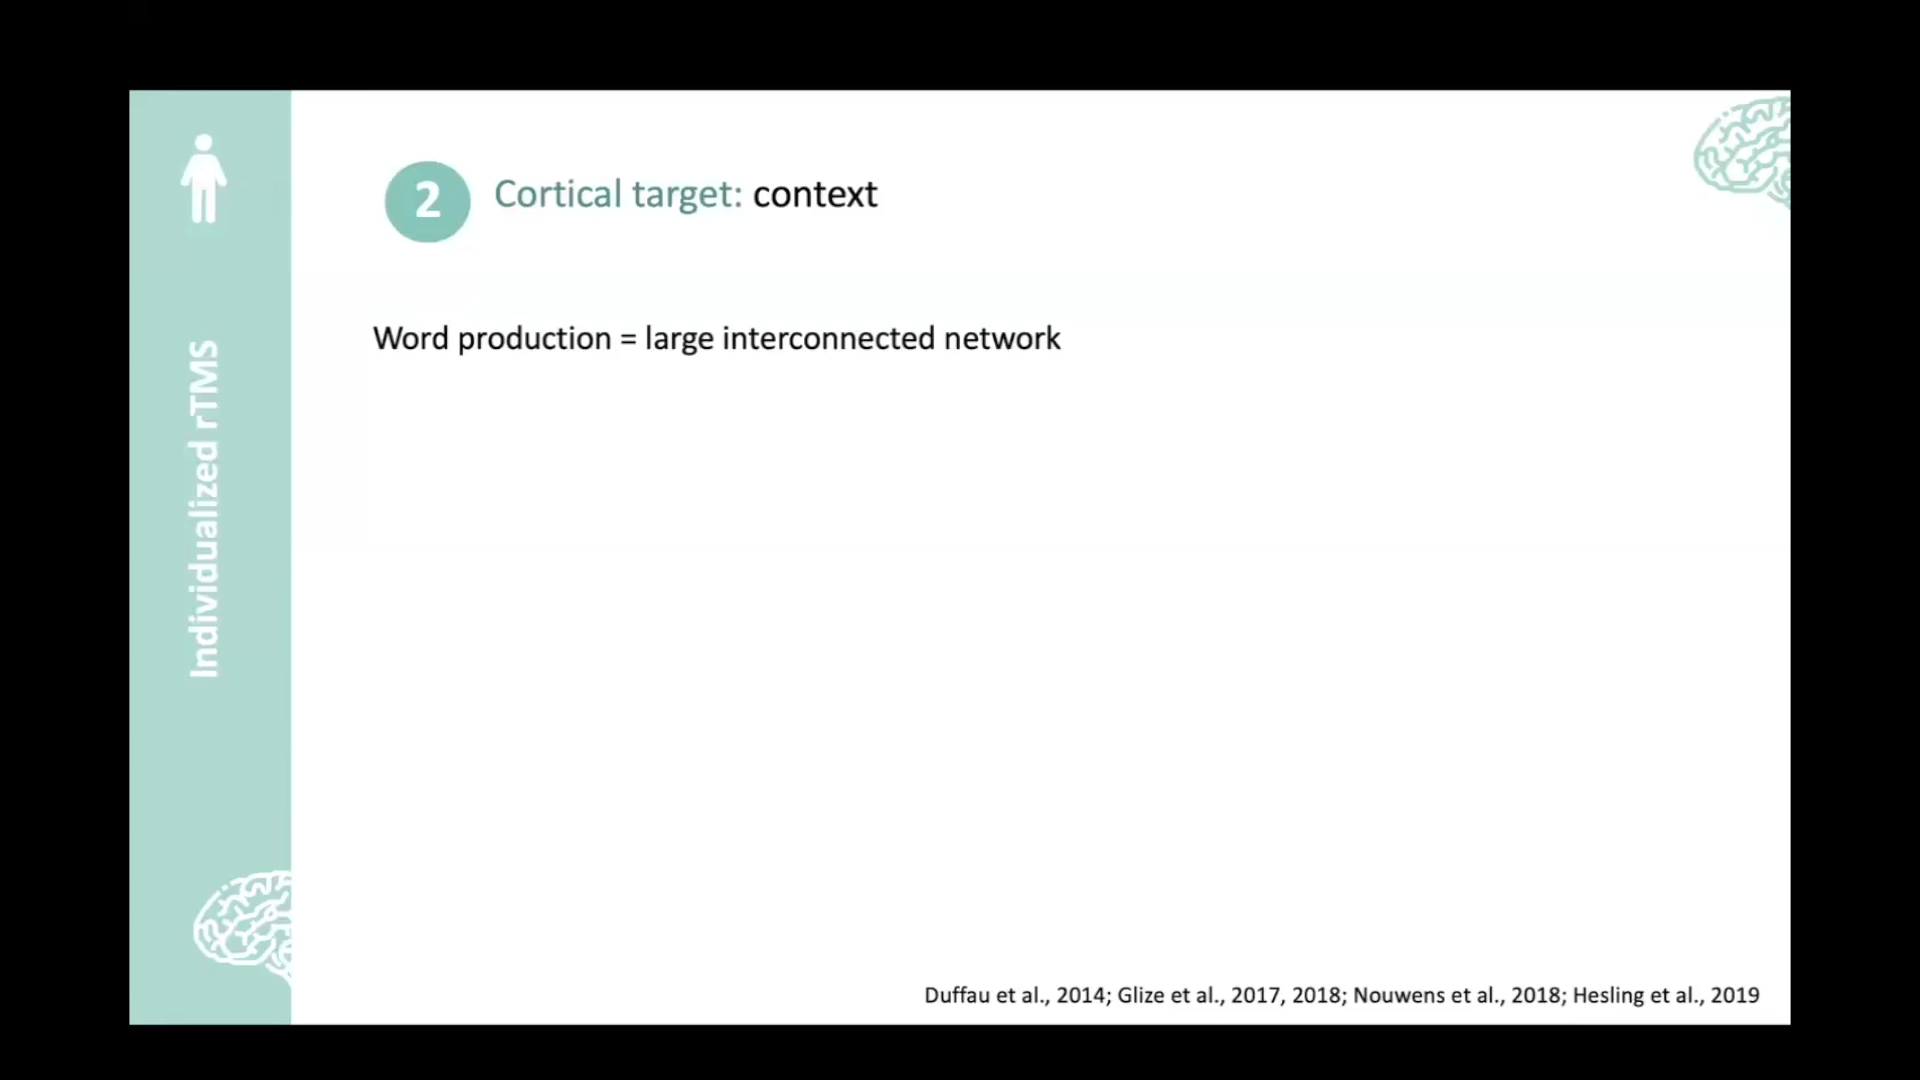 Individualized rTMS
2 Cortical target: context
Word production = large interconnected network
Duffau et al., 2014; Glize et al., 2017, 2018; Nouwens et al., 2018; Hesling et al., 2019